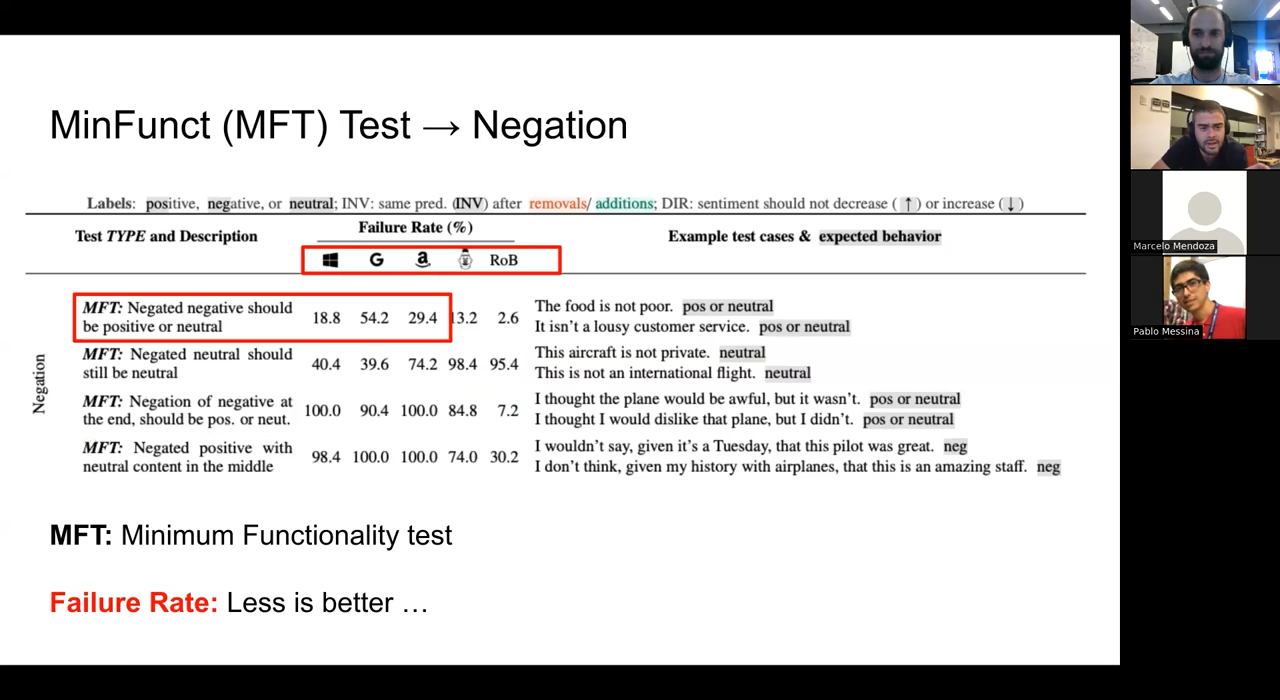 MinFunct (MFT) Test → Negation
Labels: positive, negative, or neutral; INV: same pred. (INV) after removals/ additions; DIR: sentiment should not decrease ( ↑ ) or increase ( ↓ )
Test TYPE and Description
Failure Rate (%)
Example test cases & expected behavior
G a RoB
Negation
MFT: Negated negative should
be positive or neutral
18.8 54.2 29.4 13.2 2.6
The food is not poor. pos or neutral
It isn't a lousy customer service. pos or neutral
MFT: Negated neutral should
still be neutral
40.4 39.6 74.2 98.4 95.4
This aircraft is not private. neutral
This is not an international flight. neutral
MFT: Negation of negative at
the end, should be pos. or neut.
100.0 90.4 100.0 84.8 7.2
I thought the plane would be awful, but it wasn't. pos or neutral
I thought I would dislike that plane, but I didn't. pos or neutral
MFT: Negated positive with
neutral content in the middle
98.4 100.0 100.0 74.0 30.2
I wouldn't say, given it's a Tuesday, that this pilot was great. neg
I don't think, given my history with airplanes, that this is an amazing staff. neg
MFT: Minimum Functionality test
Failure Rate: Less is better …
Marcelo Mendoza
Pablo Messina